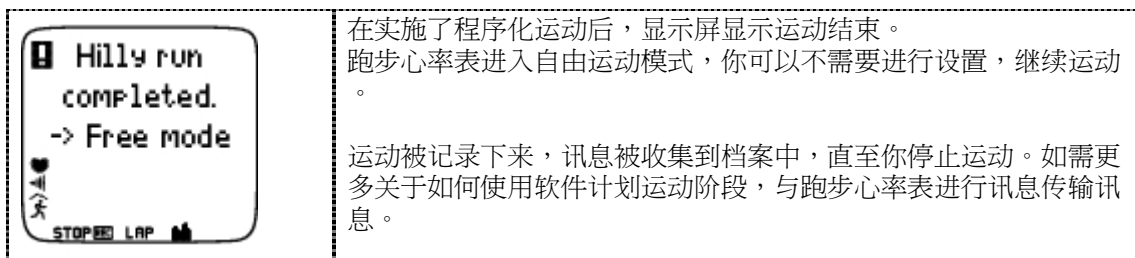 Hilly run
completed.
-> Free mode
STOP LAP
在实施了程序化运动后，显示屏显示运动结束。
跑步心率表进入自由运动模式，你可以不需要进行设置，继续运动
。
运动被记录下来，讯息被收集到档案中，直至你停止运动。如需更
多关于如何使用软件计划运动阶段，与跑步心率表进行讯息传输讯
息。